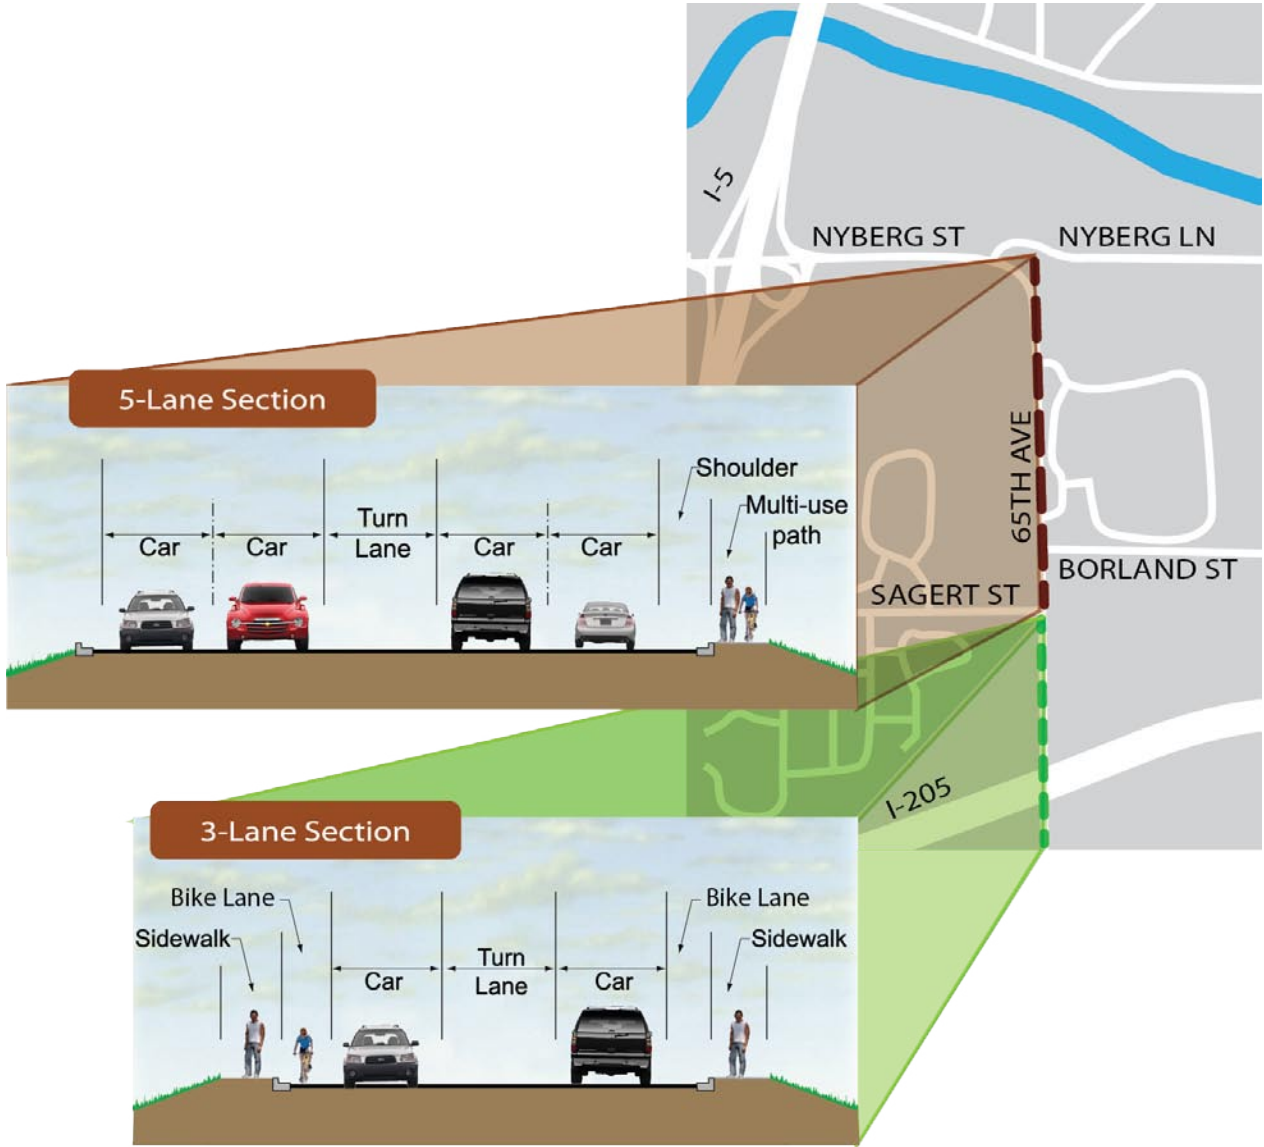 I-5
NYBERG ST
NYBERG LN
5-Lane Section
65TH AVE
Shoulder
Multi-use
path
Car
Car
Turn
Lane
Car
Car
BORLAND ST
SAGERT ST
I-205
3-Lane Section
Bike Lane
Bike Lane
Sidewalk
Sidewalk
Car
Turn
Lane
Car